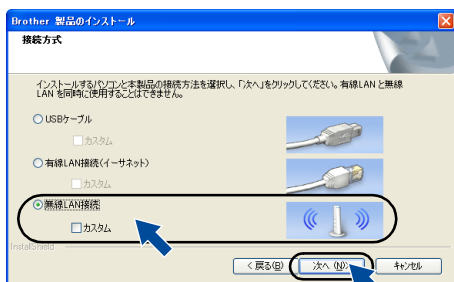 Brother 製品のインストール
接続方式
インストールするパソコンと本製品の接続方法を選択し、「次へ」をクリックしてください。有線LAN と無線
LAN を同時に使用することはできません。
USBケーブル
カスタム
有線LAN接続(イーサネット)
カスタム
無線LAN接続
カスタム
InstallShield
< 戻る(B)
次へ (N)
キャンセル